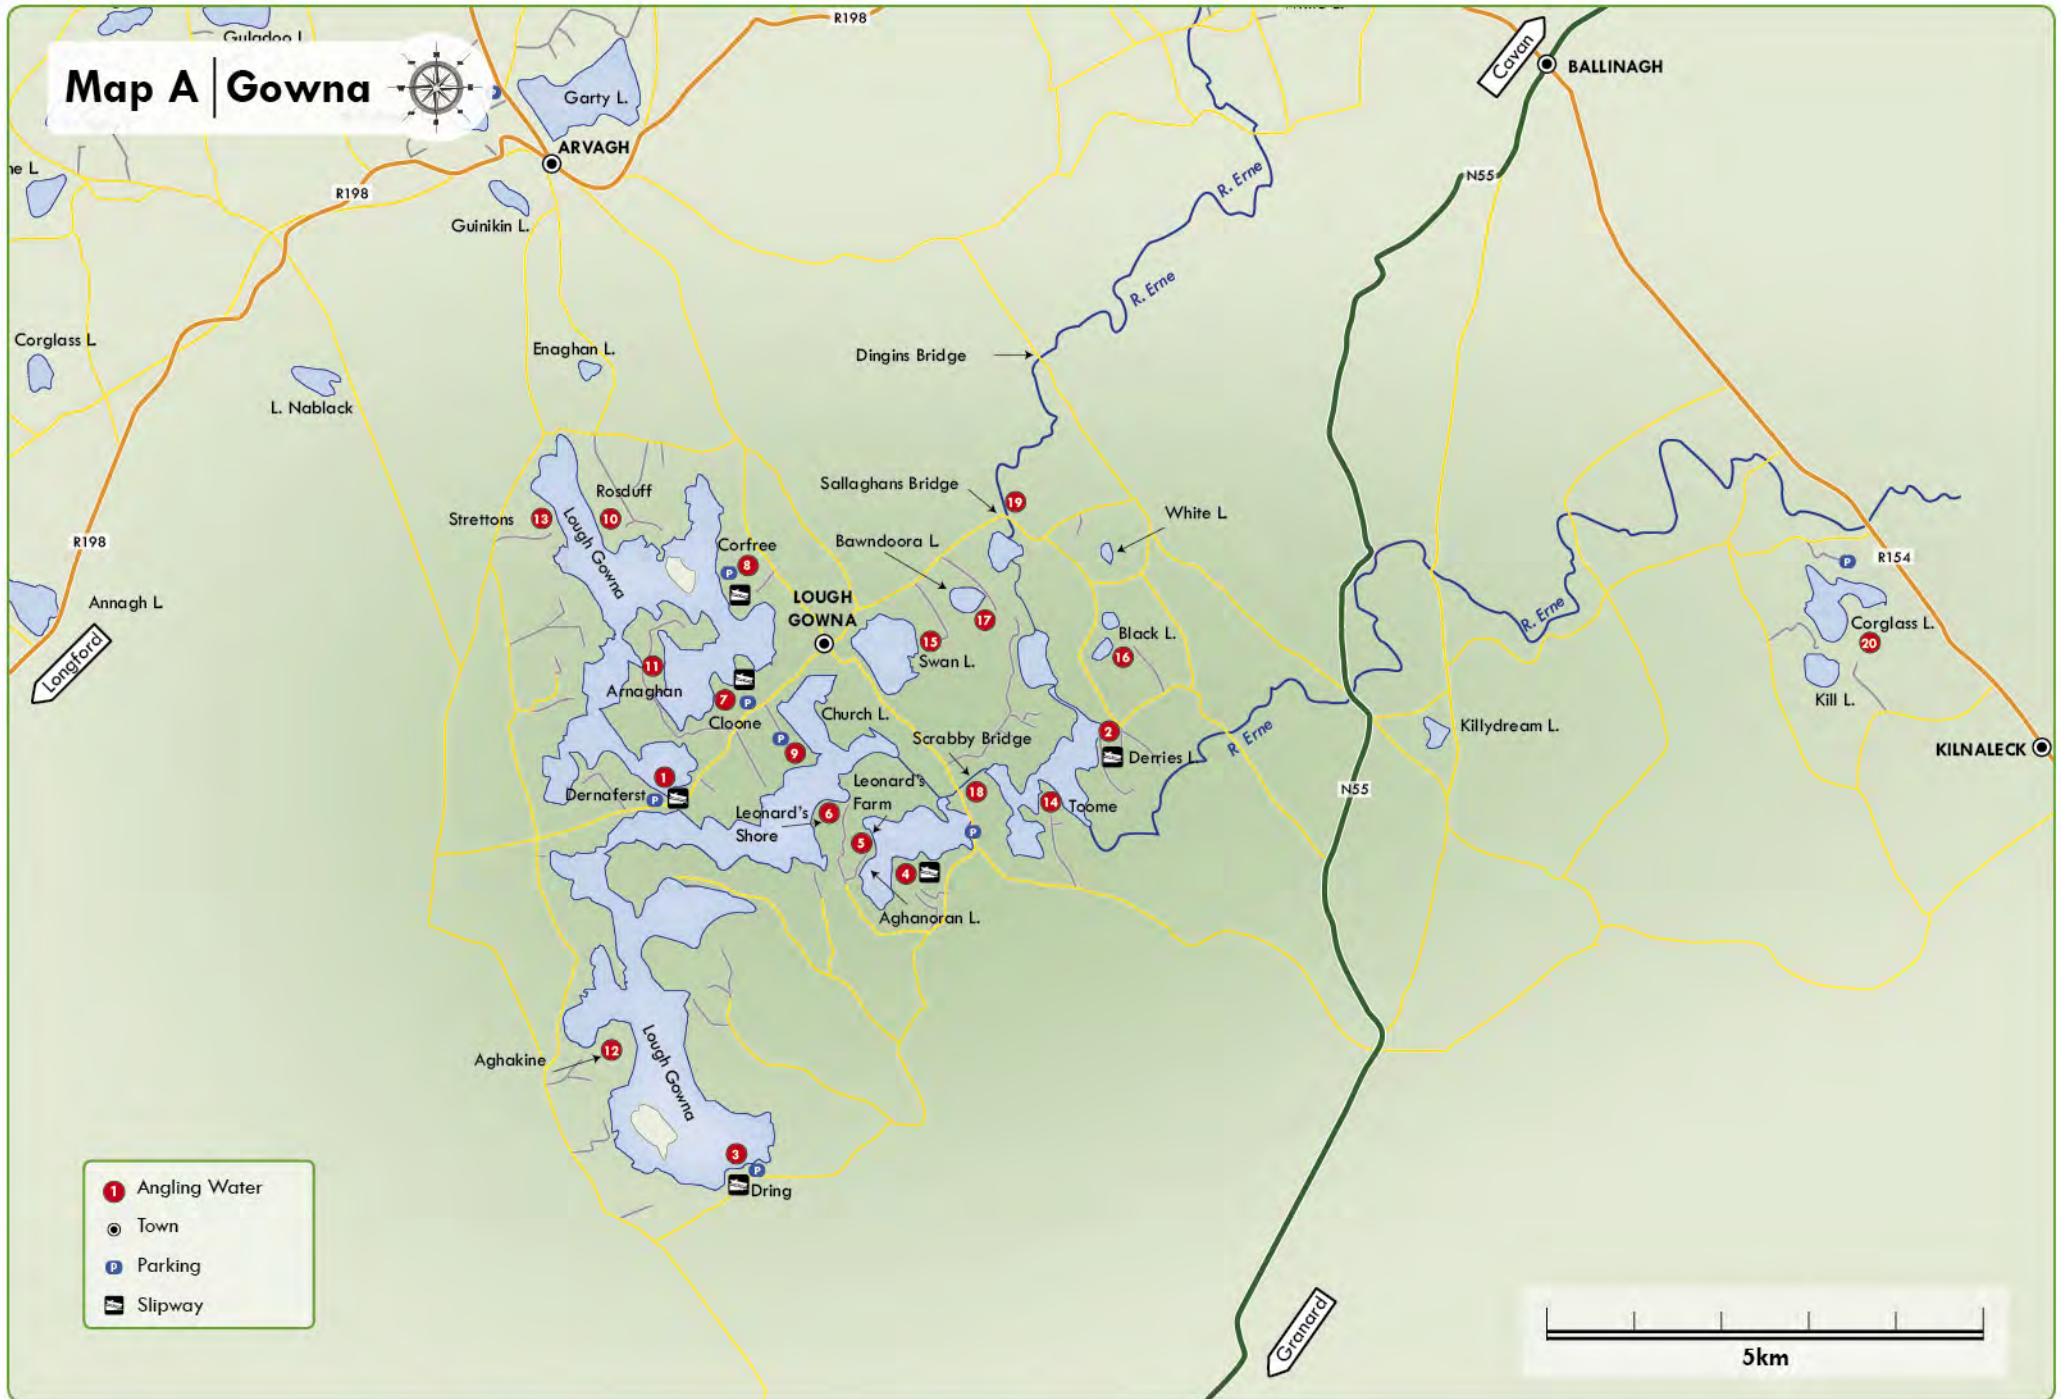 Map A | Gowna
Guladoo L
R198
White L.
Cavan
BALLINAGH
P
Garty L.
ARVAGH
ne L
R198
N55
R. Erne
Guinikin L.
R. Erne
Corglass L
Enaghan L.
Dingins Bridge
L. Nablack
Sallaghans Bridge
19
Rosduff
White L
Strettons
13
10
Lough Gowna
R198
Corfree
Bawndoora L
P
8
P
R154
Annagh L
LOUGH
GOWNA
R. Erne
17
Corglass L.
Longford
15
Black L.
20
11
Swan L.
16
Arnaghan
Kill L.
7
P
Cloone
Church L.
P
9
Scrabby Bridge
2
Derries L.
R. Erne
Killydream L.
KILNALECK
1
Dernaferst
P
Leonard's
Farm
18
14
Toome
N55
Leonard's
Shore
6
P
5
4
Aghanoran L.
Aghakine
12
Lough Gowna
3
P
Dring
1
Angling Water
Town
P
Parking
Slipway
Granard
5km